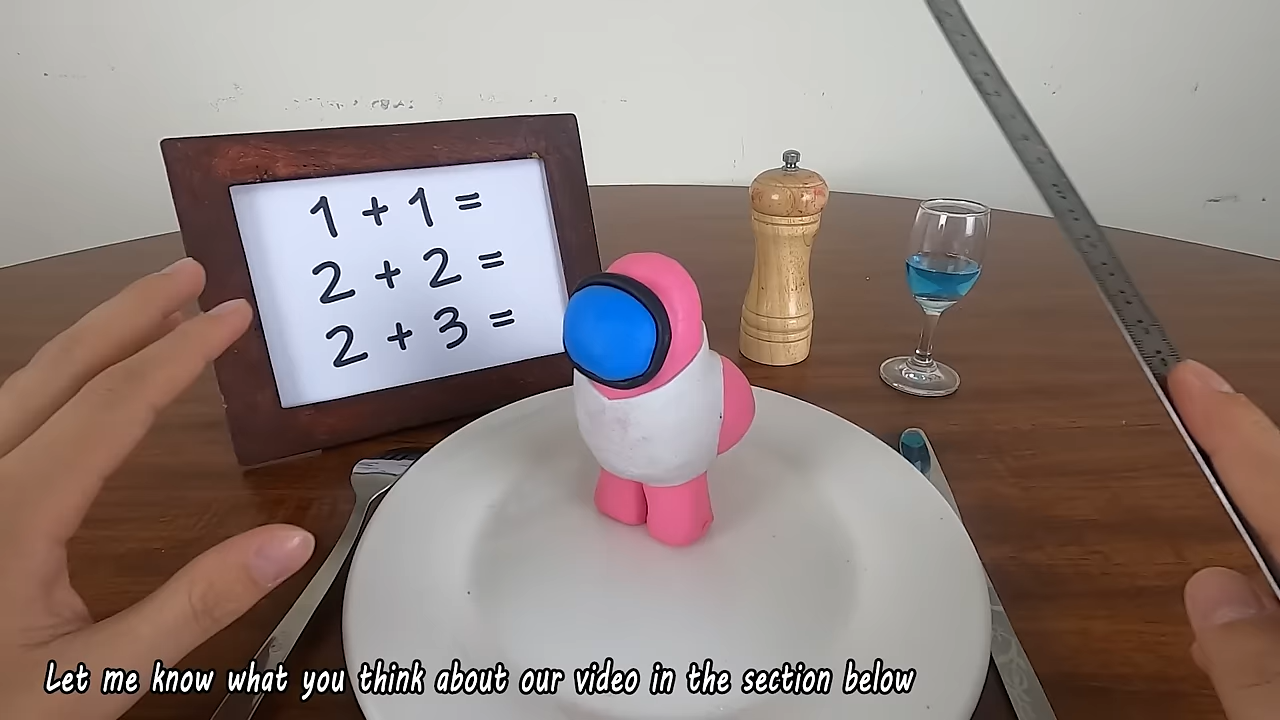 1 + 1 =
2 + 2 =
2 + 3 =
Let me know what you think about our video in the section below